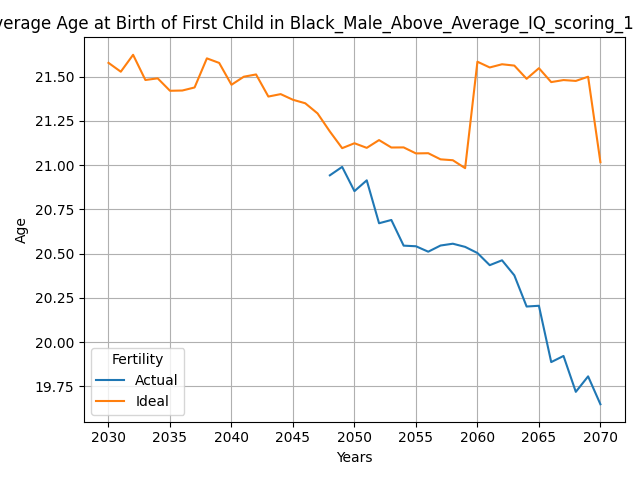 verage Age at Birth of First Child in Black_Male_Above_Average_IQ_scoring_1
Age
21.50
21.25
21.00
20.75
20.50
20.25
20.00
19.75
Fertility
Actual
Ideal
2030 2035 2040 2045 2050 2055 2060 2065 2070
Years